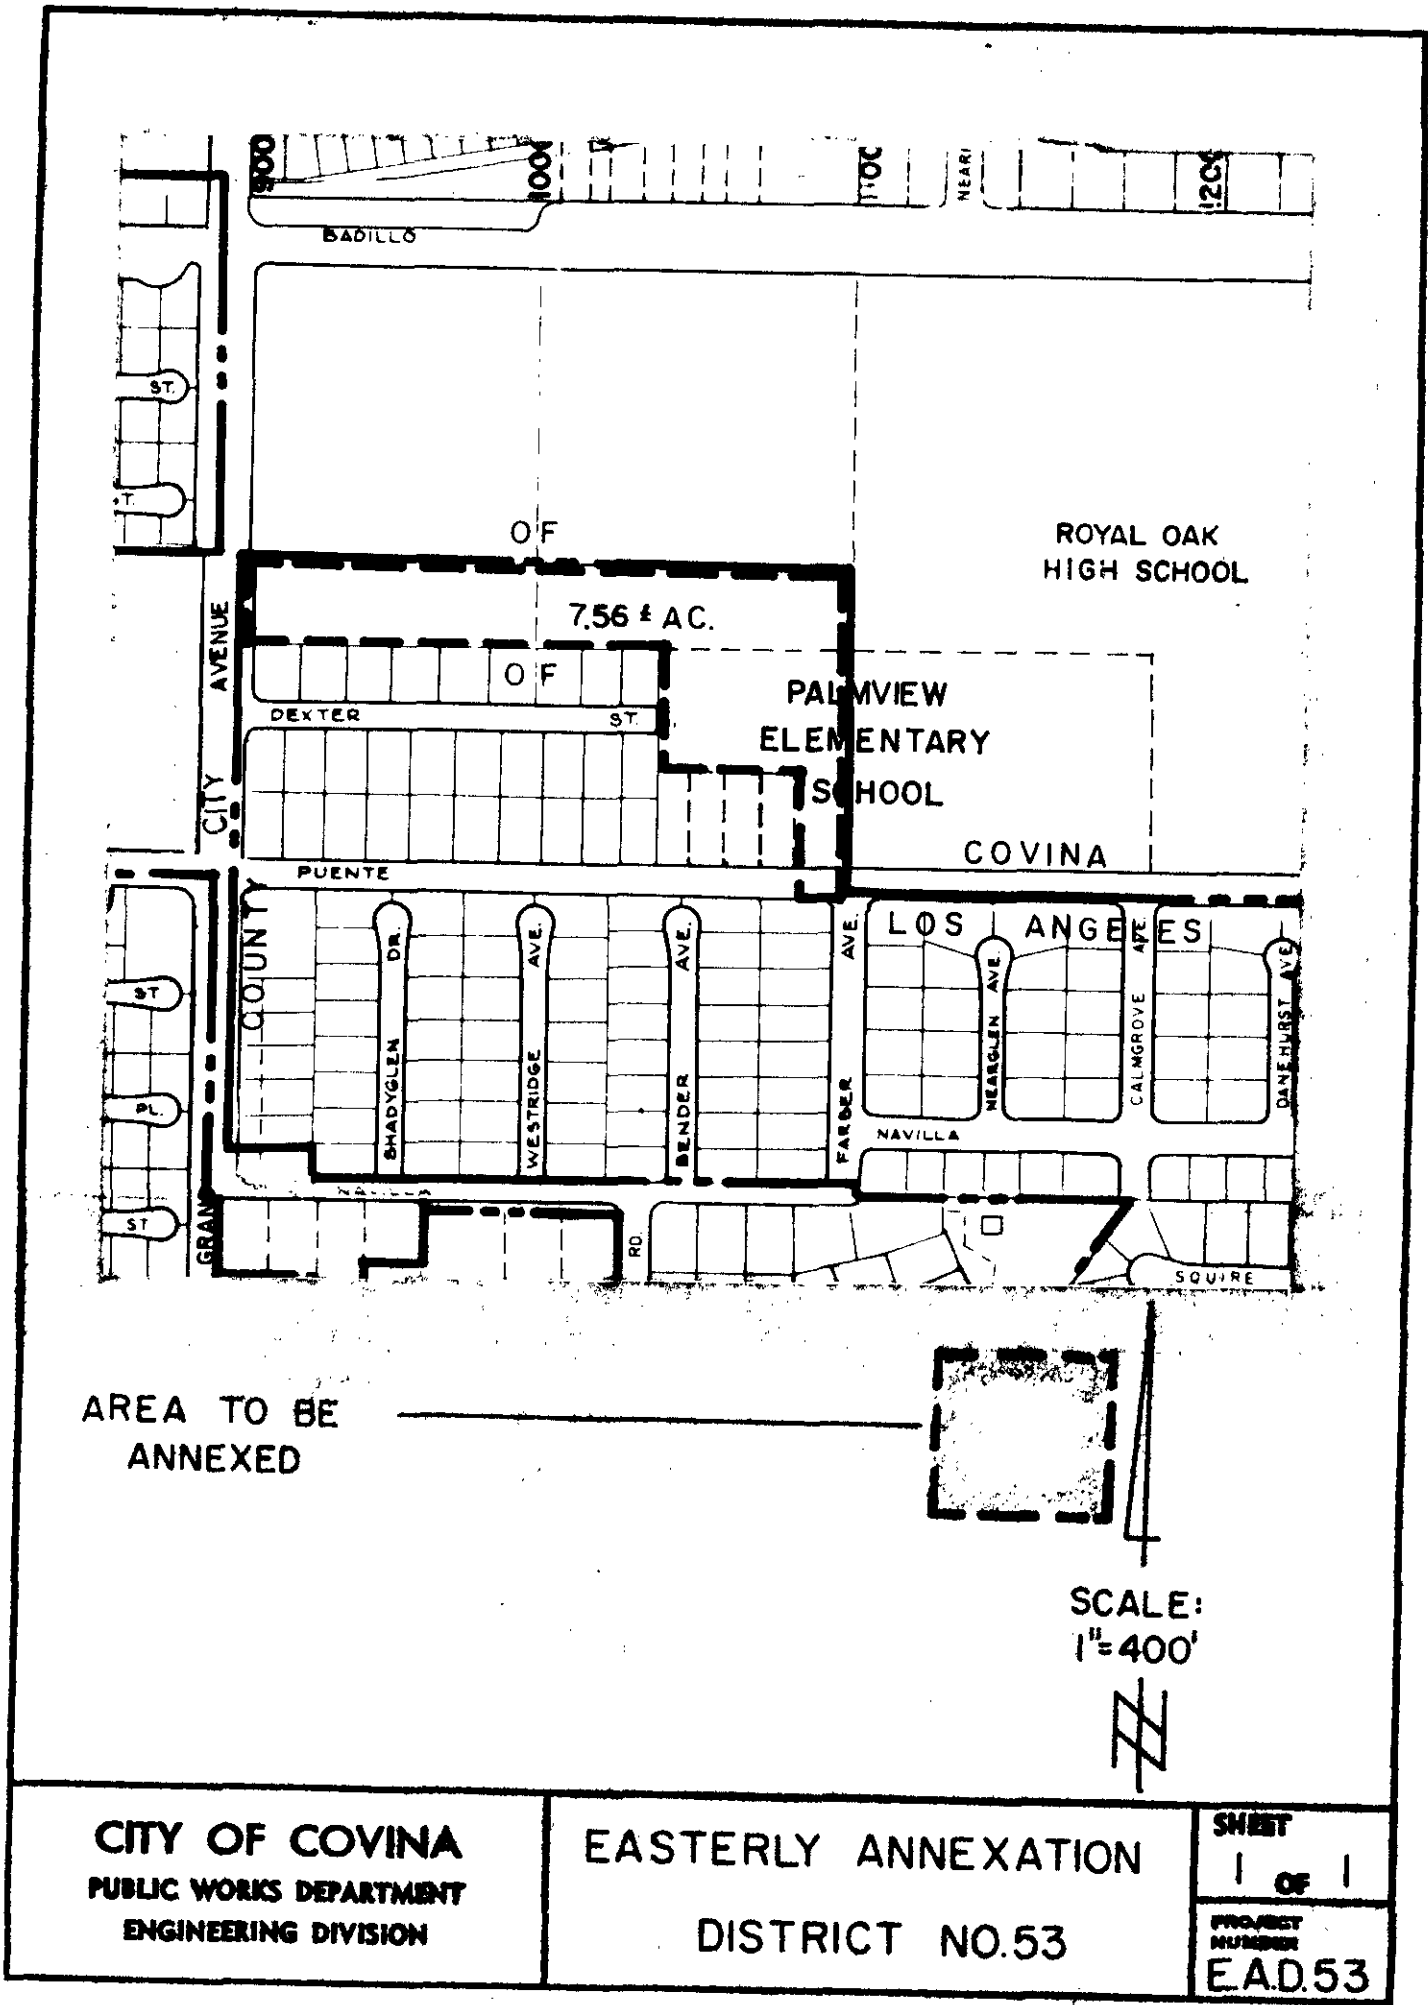 900
1000
1100
NEARI
1200
BADILLO
ST.
T.
OF
ROYAL OAK
HIGH SCHOOL
7.56 ± AC.
AVENUE
OF
PALMVIEW
ELEMENTARY
SCHOOL
DEXTER ST.
CITY
COVINA
PUENTE
COUNTY
LOS ANGELES
SHADYGLEN DR.
WESTRIDGE AVE.
BENDER AVE.
FARBER AVE.
NEARGLEN AVE.
CALMGROVE AVE.
DANEHURST AVE.
ST
PL.
ST
NAVILLA
NAVILLA
GRAN
RD.
SQUIRE
AREA TO BE
ANNEXED
SCALE:
1"=400'
N
CITY OF COVINA
PUBLIC WORKS DEPARTMENT
ENGINEERING DIVISION
EASTERLY ANNEXATION
DISTRICT NO.53
SHEET
1 OF 1
PROJECT
NUMBER
E.A.D.53